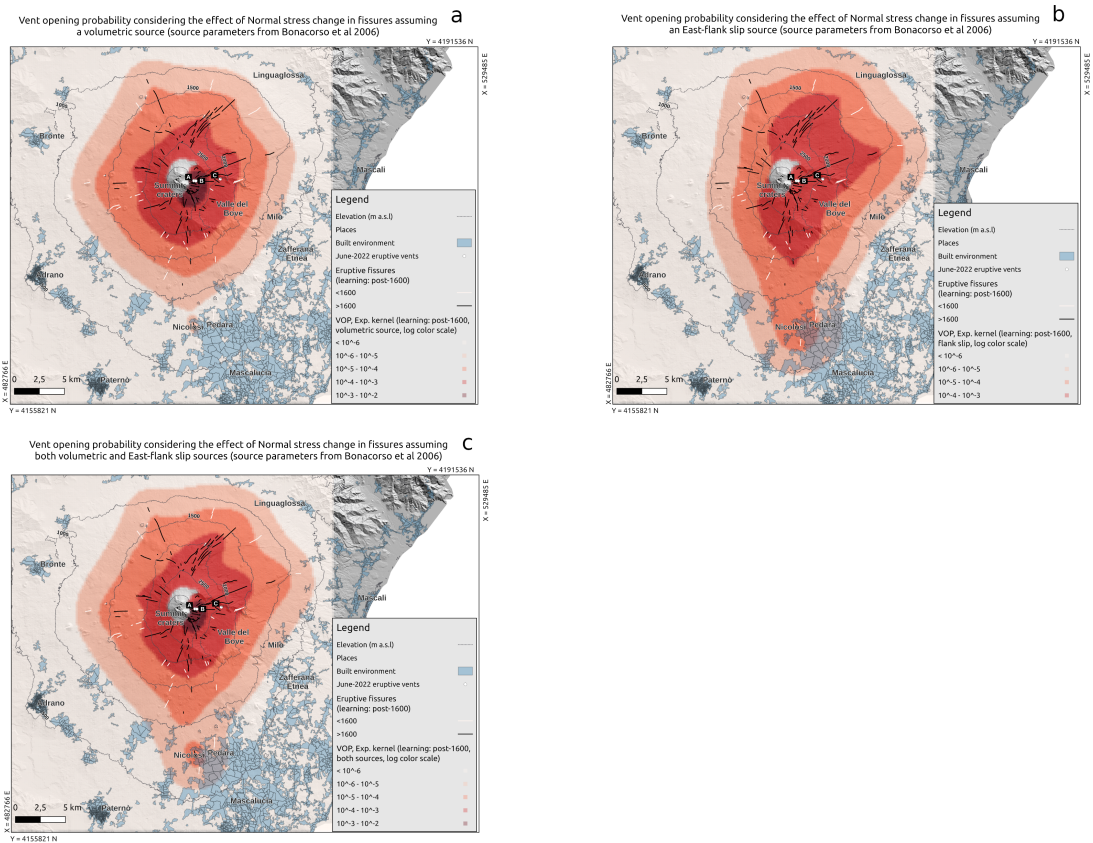 Vent opening probability considering the effect of Normal stress change in fissures assuming
a volumetric source (source parameters from Bonacorso et al 2006)
a
Y = 4191536 N
X = 529485 E
Linguaglossa
1500
1000
Bronte
Mascali
A
B
C
Summit
craters
Valle del
Bove
Milo
Zafferana
Etnea
Nicolosi
Pedara
Mascalucia
Paternò
0 2,5 5 km
X = 482766 E
Y = 4155821 N
Legend
Elevation (m a.s.l)
Places
Built environment
June-2022 eruptive vents
Eruptive fissures
(learning: post-1600)
<1600
>1600
VOP, Exp. kernel (learning: post-1600,
volumetric source, log color scale)
< 10^-6
10^-6 - 10^-5
10^-5 - 10^-4
10^-4 - 10^-3
10^-3 - 10^-2
Vent opening probability considering the effect of Normal stress change in fissures assuming
an East-flank slip source (source parameters from Bonacorso et al 2006)
b
Y = 4191536 N
X = 529485 E
Linguaglossa
1500
1000
Bronte
Mascali
A
B
C
Valle del
Bove
Milo
Zafferana
Etnea
Nicolosi
Pedara
Mascalucia
Paternò
0 2,5 5 km
X = 482766 E
Y = 4155821 N
Legend
Elevation (m a.s.l)
Places
Built environment
June-2022 eruptive vents
Eruptive fissures
(learning: post-1600)
<1600
>1600
VOP, Exp. kernel (learning: post-1600,
flank slip, log color scale)
< 10^-6
10^-6 - 10^-5
10^-5 - 10^-4
10^-4 - 10^-3
Vent opening probability considering the effect of Normal stress change in fissures assuming
both volumetric and East-flank slip sources (source parameters from Bonacorso et al 2006)
c
Y = 4191536 N
X = 529485 E
Linguaglossa
1500
1000
Bronte
Mascali
A
B
C
Summit
craters
Valle del
Bove
Milo
Zafferana
Etnea
Nicolosi
Pedara
Mascalucia
Paternò
0 2,5 5 km
X = 482766 E
Y = 4155821 N
Legend
Elevation (m a.s.l)
Places
Built environment
June-2022 eruptive vents
Eruptive fissures
(learning: post-1600)
<1600
>1600
VOP, Exp. kernel (learning: post-1600,
both sources, log color scale)
< 10^-6
10^-6 - 10^-5
10^-5 - 10^-4
10^-4 - 10^-3
10^-3 - 10^-2